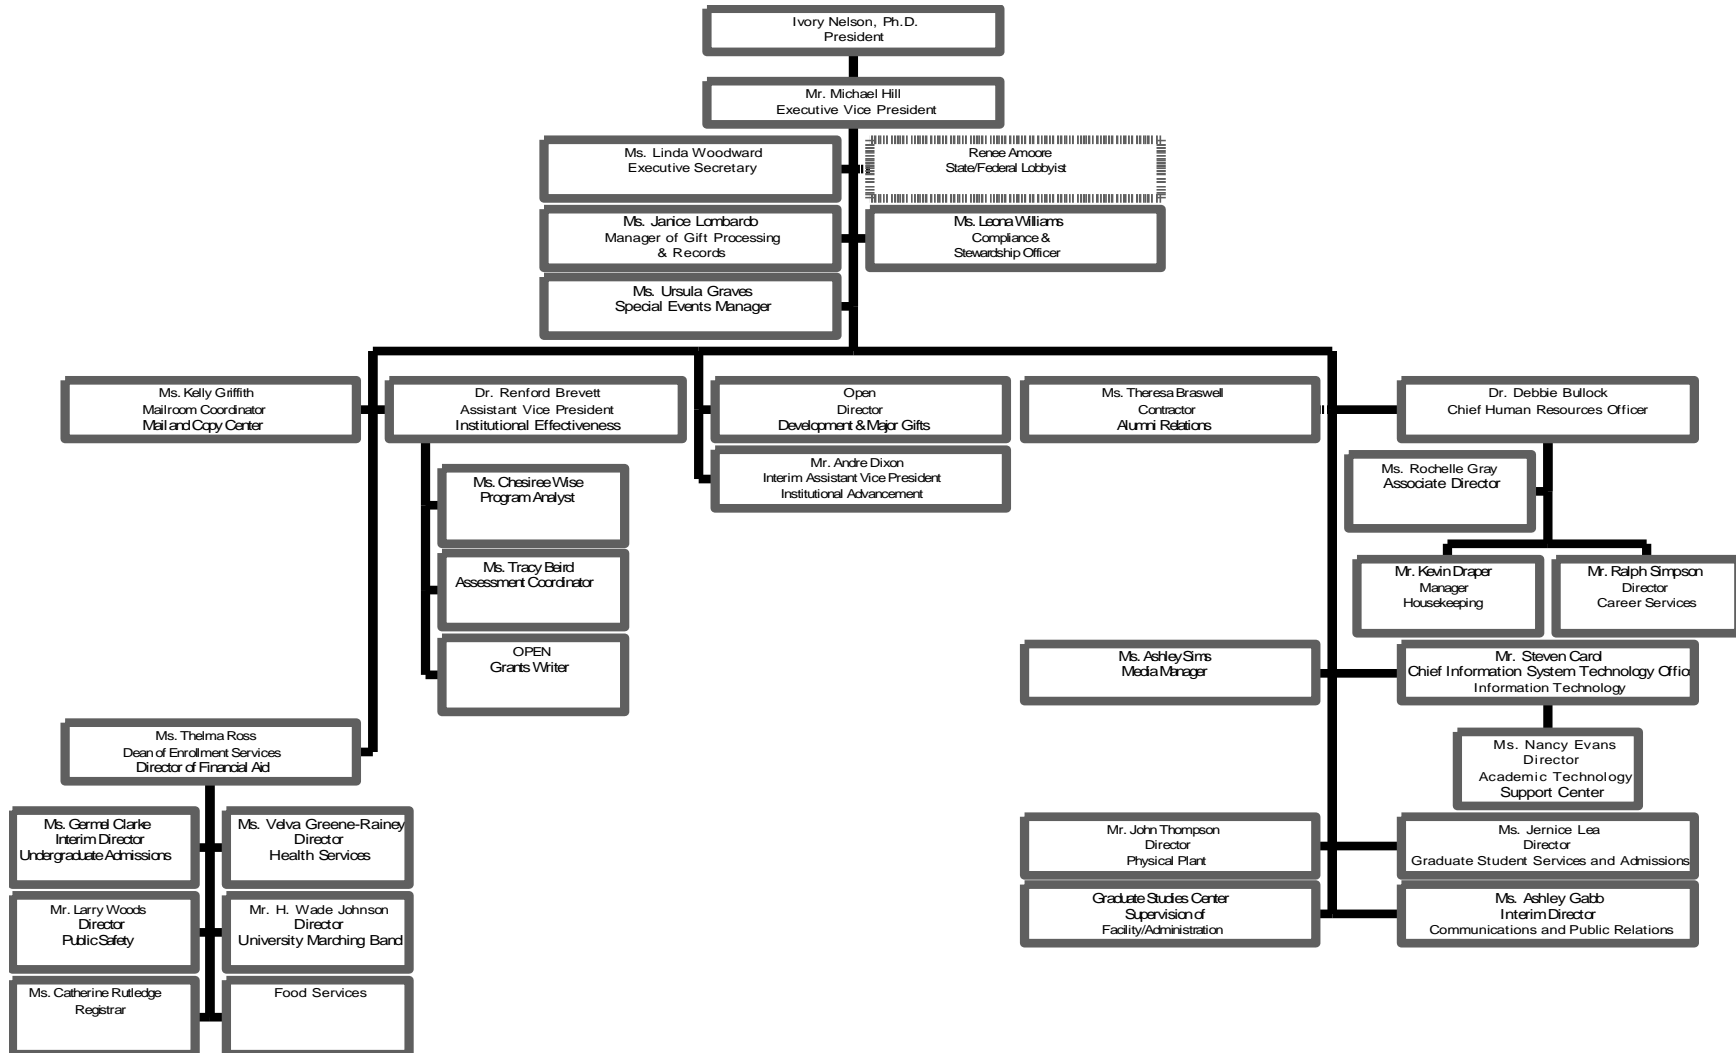 Ivory Nelson, Ph.D.
President
Mr. Michael Hill
Executive Vice President
Ms. Linda Woodward
Executive Secretary
Renee Amoore
State/Federal Lobbyist
Ms. Janice Lombardo
Manager of Gift Processing
& Records
Ms. Leona Williams
Compliance &
Stewardship Officer
Ms. Ursula Graves
Special Events Manager
Ms. Kelly Griffith
Mailroom Coordinator
Mail and Copy Center
Dr. Renford Brevett
Assistant Vice President
Institutional Effectiveness
Open
Director
Development & Major Gifts
Ms. Theresa Braswell
Contractor
Alumni Relations
Dr. Debbie Bullock
Chief Human Resources Officer
Mr. Andre Dixon
Interim Assistant Vice President
Institutional Advancement
Ms. Chesiree Wise
Program Analyst
Ms. Rochelle Gray
Associate Director
Ms. Tracy Beird
Assessment Coordinator
Mr. Kevin Draper
Manager
Housekeeping
Mr. Ralph Simpson
Director
Career Services
OPEN
Grants Writer
Ms. Ashley Sims
Media Manager
Mr. Steven Carol
Chief Information System Technology Offio
Information Technology
Ms. Nancy Evans
Director
Academic Technology
Support Center
Ms. Thelma Ross
Dean of Enrollment Services
Director of Financial Aid
Ms. Germel Clarke
Interim Director
Undergraduate Admissions
Ms. Velva Greene-Rainey
Director
Health Services
Mr. John Thompson
Director
Physical Plant
Ms. Jernice Lea
Director
Graduate Student Services and Admissions
Mr. Larry Woods
Director
Public Safety
Mr. H. Wade Johnson
Director
University Marching Band
Graduate Studies Center
Supervision of
Facility/Administration
Ms. Ashley Gabb
Interim Director
Communications and Public Relations
Ms. Catherine Rutledge
Registrar
Food Services